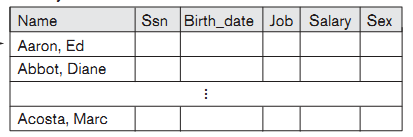 Name Ssn Birth_date Job Salary Sex
Aaron, Ed
Abbot, Diane
⋮
Acosta, Marc